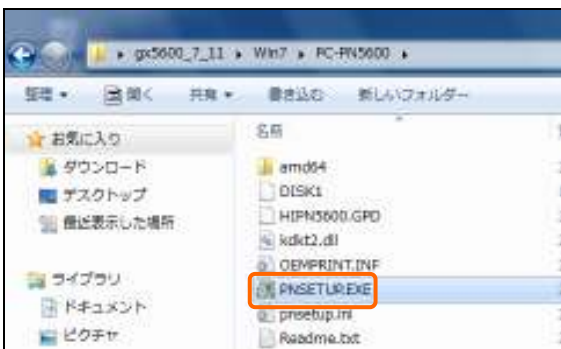 gx5600_7_11 ▸ Win7 ▸ PC-PN5600 ▸
整理 ▾ 開く 共有 ▾ 書き込む 新しいフォルダー
お気に入り
ダウンロード
デスクトップ
最近表示した場所
ライブラリ
ドキュメント
ピクチャ
名前
amd64
DISK1
HIPN5600.GPD
kdkt2.dll
OEMPRINT.INF
PNSETUP.EXE
pnsetup.ini
Readme.txt